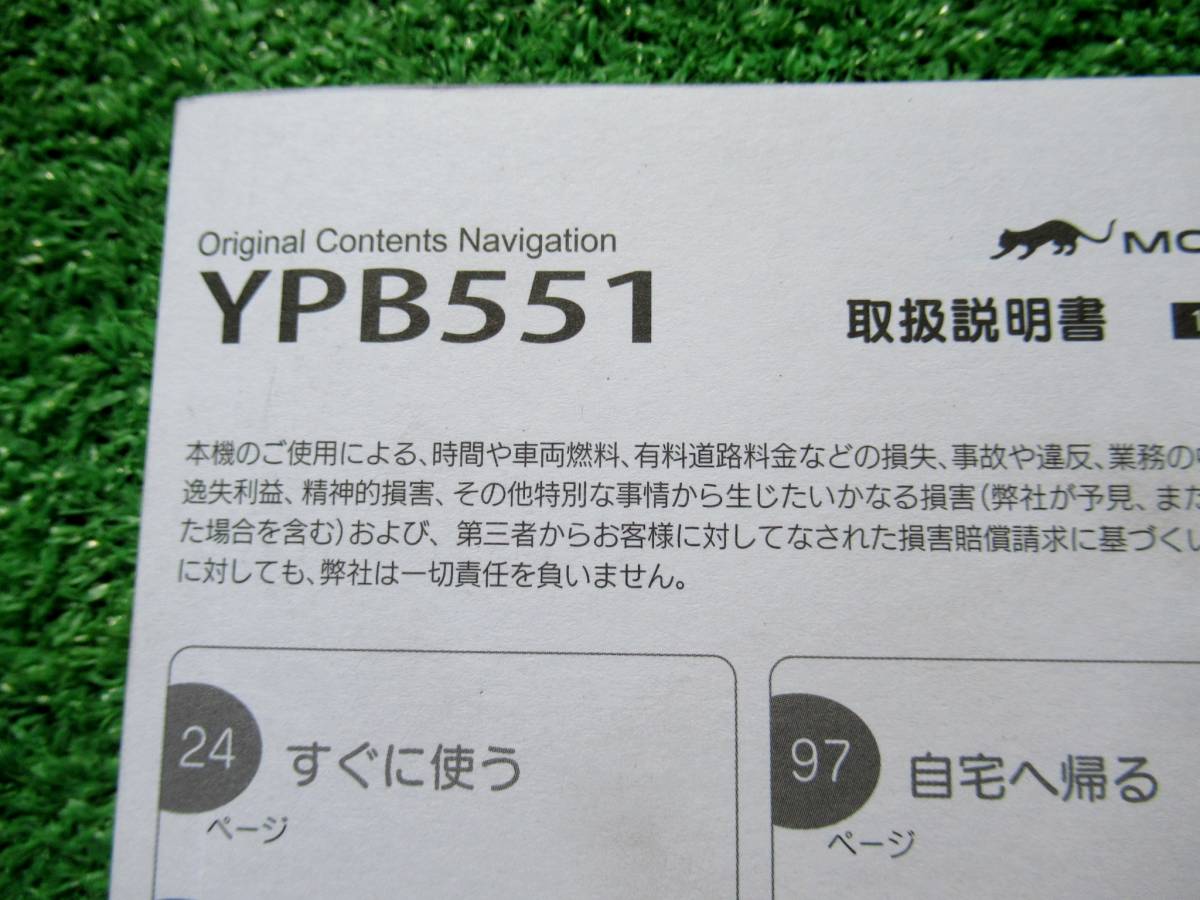 Original Contents Navigation
YPB551
MO
取扱説明書
本機のご使用による、時間や車両燃料、有料道路料金などの損失、事故や違反、業務の
逸失利益、精神的損害、その他特別な事情から生じたいかなる損害(弊社が予見、また
た場合を含む)および、第三者からお客様に対してなされた損害賠償請求に基づくい
に対しても、弊社は一切責任を負いません。
24
すぐに使う
ページ
97
自宅へ帰る
ページ